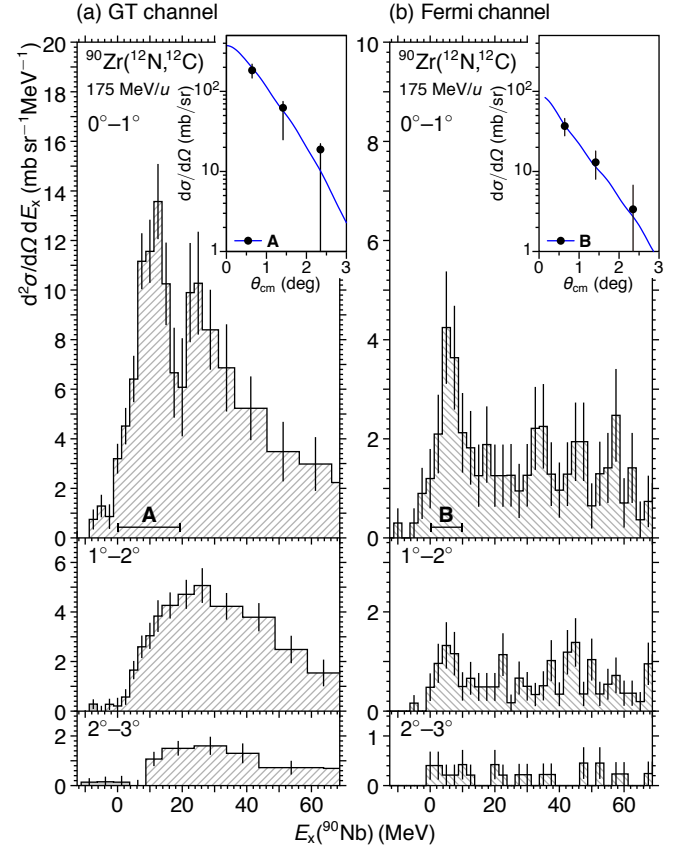 (a) GT channel
(b) Fermi channel
d²σ/dΩ dEₓ (mb sr⁻¹MeV⁻¹)
20
18
16
14
12
10
8
6
4
2
0
⁹⁰Zr(¹²N,¹²C)
175 MeV/u
0°−1°
dσ/dΩ (mb/sr)
10²
10
1
A
0 1 2 3
θcm (deg)
A
10
8
6
4
2
0
⁹⁰Zr(¹²N,¹²C)
175 MeV/u
0°−1°
dσ/dΩ (mb/sr)
10²
10
1
B
0 1 2 3
θcm (deg)
B
6
4
2
0
1°−2°
2
0
1°−2°
2
1
0
2°−3°
1
0
2°−3°
0 20 40 60
0 20 40 60
Eₓ(⁹⁰Nb) (MeV)